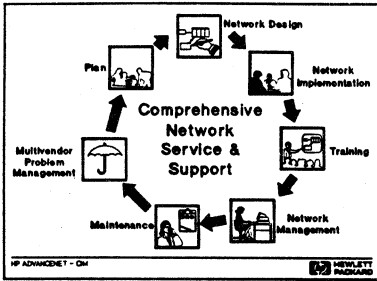 Network Design
Plan
Network
Implementation
Comprehensive
Network
Service &
Support
Training
Multivendor
Problem
Management
Maintenance
Network
Management
HP ADVANCENET - CIM
HEWLETT
PACKARD